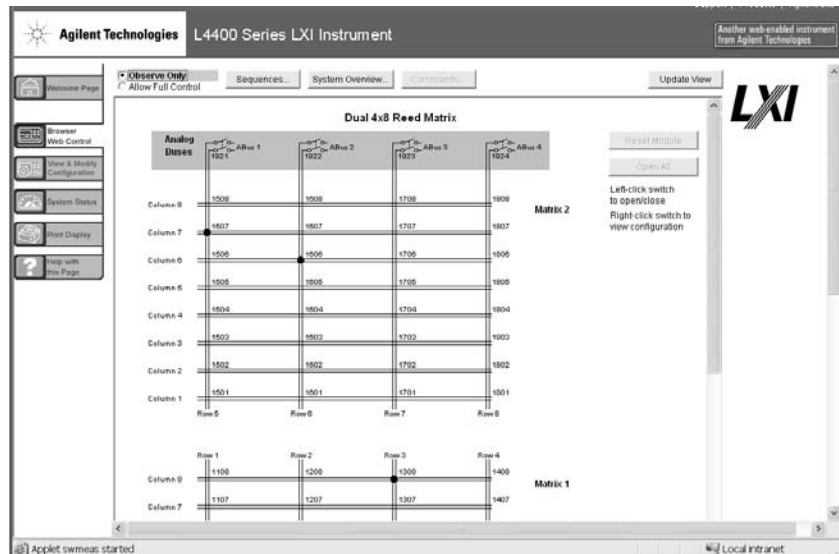 Agilent Technologies
L4400 Series LXI Instrument
Another web-enabled instrument
from Agilent Technologies
Welcome Page
Observe Only
Allow Full Control
Sequences...
System Overview...
Commands...
Update View
LXI
Browser
Web Control
View & Modify
Configuration
System Status
Print Display
Help with
this Page
Dual 4x8 Reed Matrix
Analog
Buses
ABus 1
ABus 2
ABus 3
ABus 4
1921
1922
1923
1924
Reset Module
Open All
Left-click switch
to open/close
Right-click switch to
view configuration
Matrix 2
Column 8
1508
1708
1808
Column 7
1507
1607
1707
1807
Column 6
1506
1606
1706
1806
Column 5
1505
1605
1705
1805
Column 4
1504
1604
1704
1804
Column 3
1503
1603
1703
1803
Column 2
1502
1602
1702
1802
Column 1
1501
1601
1701
1801
Row 5
Row 6
Row 7
Row 8
Row 1
Row 2
Row 3
Row 4
Column 8
Matrix 1
Column 7
1107
1207
1307
1407
Applet swmeas started
Local intranet